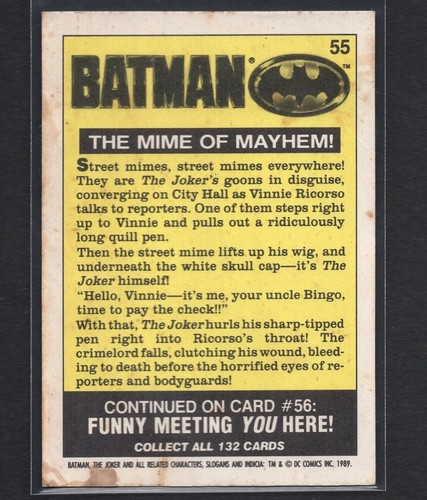 55
BATMAN®
TM
THE MIME OF MAYHEM!
Street mimes, street mimes everywhere!
They are The Joker's goons in disguise,
converging on City Hall as Vinnie Ricorso
talks to reporters. One of them steps right
up to Vinnie and pulls out a ridiculously
long quill pen.
Then the street mime lifts up his wig, and
underneath the white skull cap—it's The
Joker himself!
"Hello, Vinnie—it's me, your uncle Bingo,
time to pay the check!!"
With that, The Joker hurls his sharp-tipped
pen right into Ricorso's throat! The
crimelord falls, clutching his wound, bleed-
ing to death before the horrified eyes of re-
porters and bodyguards!
CONTINUED ON CARD #56:
FUNNY MEETING YOU HERE!
COLLECT ALL 132 CARDS
BATMAN, THE JOKER AND ALL RELATED CHARACTERS, SLOGANS AND INDICIA: TM & © DC COMICS INC. 1989.